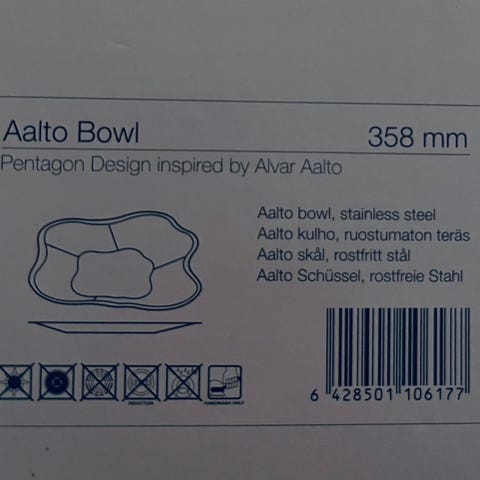 Aalto Bowl 358 mm
Pentagon Design inspired by Alvar Aalto
Aalto bowl, stainless steel
Aalto kulho, ruostumaton teräs
Aalto skål, rostfritt stål
Aalto Schüssel, rostfreie Stahl
INDUCTION HANDWASH ONLY
6 428501 106177